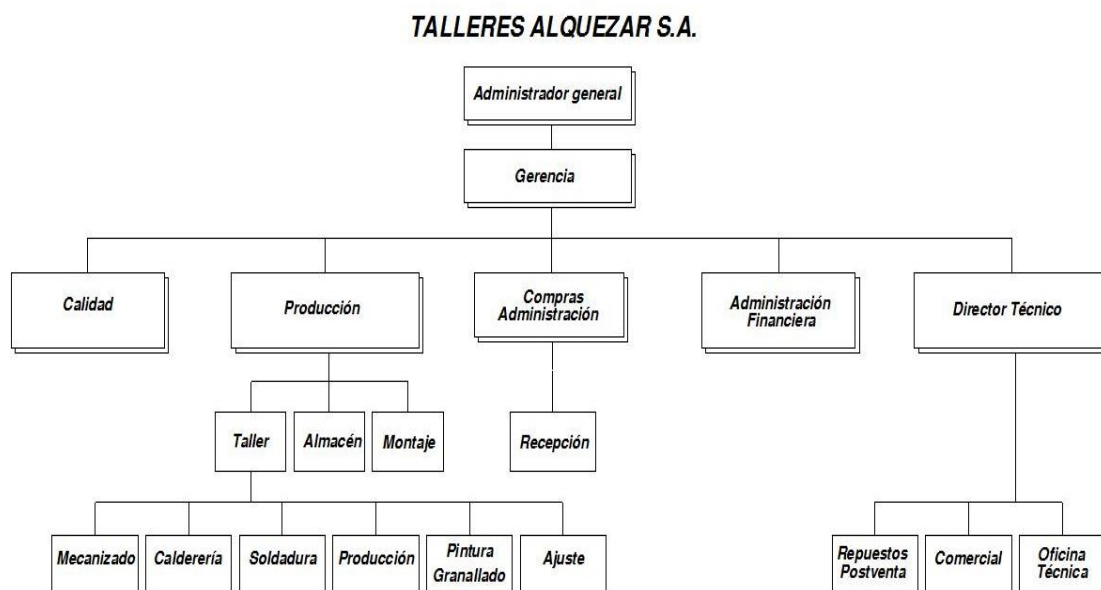 TALLERES ALQUEZAR S.A.
Administrador general
Gerencia
Calidad
Producción
Compras
Administración
Administración
Financiera
Director Técnico
Taller
Almacén
Montaje
Recepción
Mecanizado
Calderería
Soldadura
Producción
Pintura
Granallado
Ajuste
Repuestos
Postventa
Comercial
Oficina
Técnica